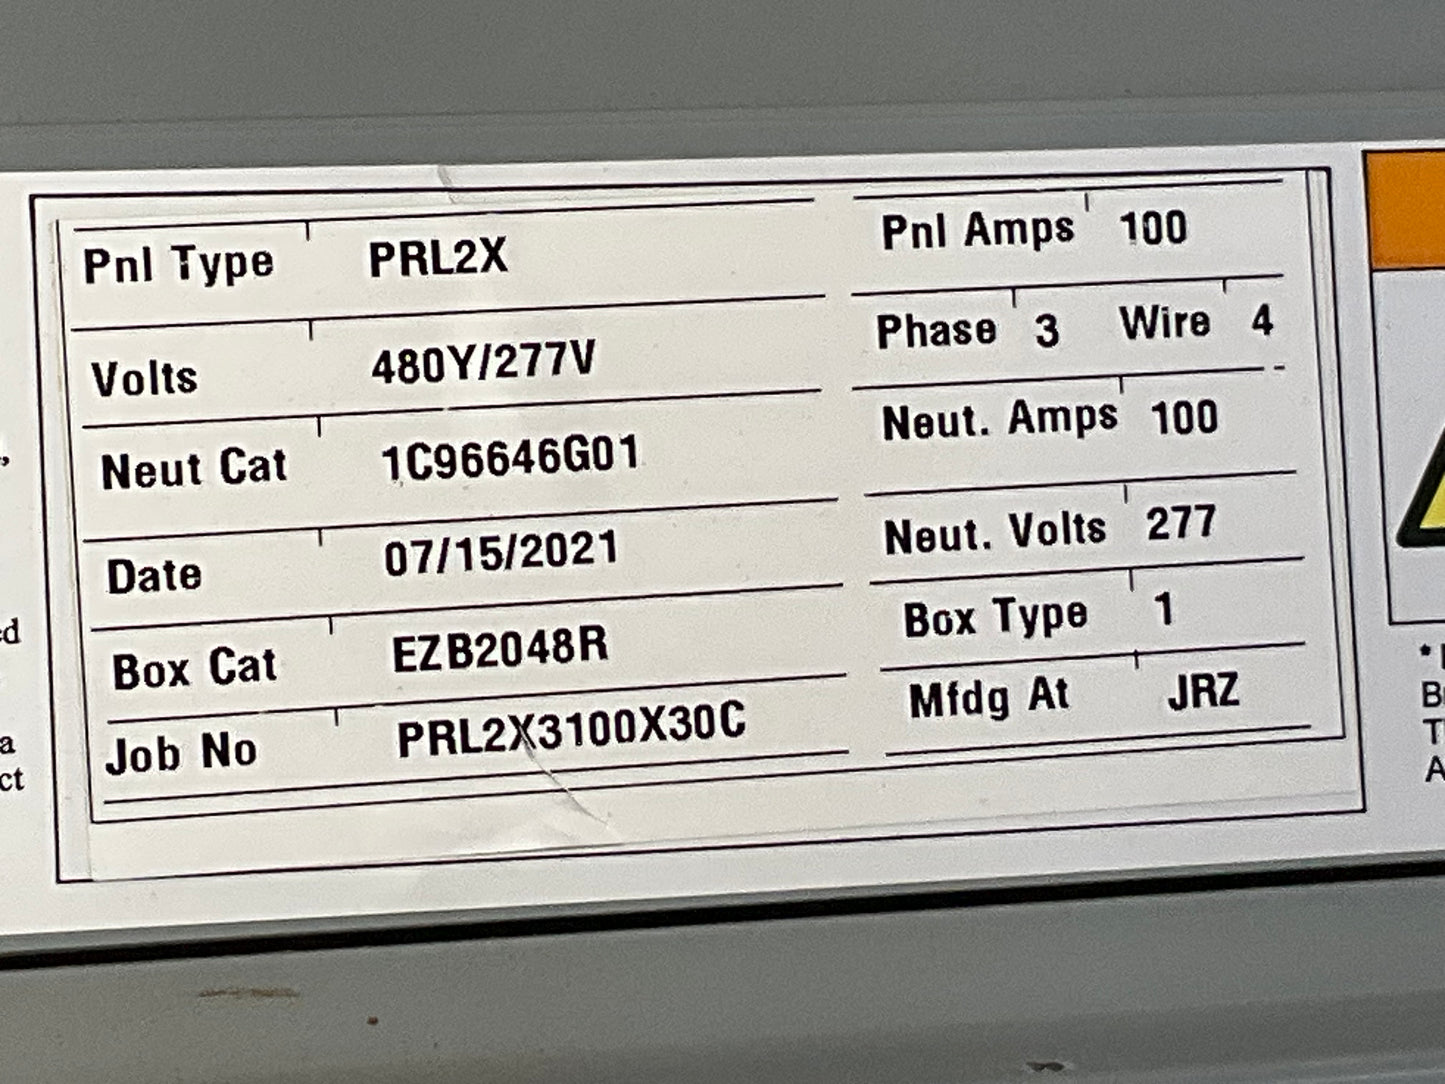 Pnl Type PRL2X Pnl Amps 100
Volts 480Y/277V Phase 3 Wire 4
Neut Cat 1C96646G01 Neut. Amps 100
Date 07/15/2021 Neut. Volts 277
Box Cat EZB2048R Box Type 1
Job No PRL2X3100X30C Mfdg At JRZ